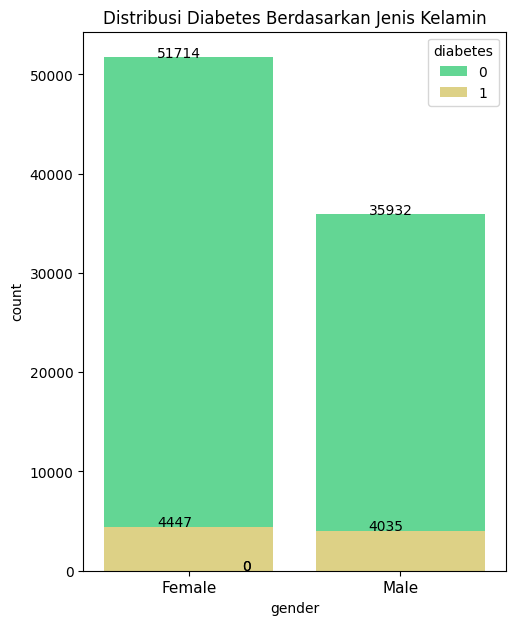 Distribusi Diabetes Berdasarkan Jenis Kelamin
diabetes
0
1
51714
35932
4447
4035
0
50000
40000
30000
20000
10000
0
count
Female
Male
gender